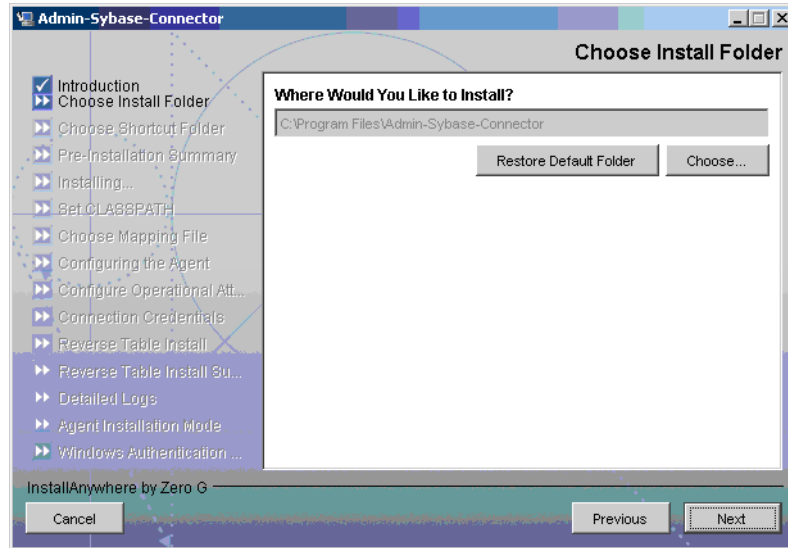 Admin-Sybase-Connector
Choose Install Folder
Introduction
Choose Install Folder
Choose Shortcut Folder
Pre-Installation Summary
Installing...
Set CLASSPATH
Choose Mapping File
Configuring the Agent
Configure Operational Att...
Connection Credentials
Reverse Table Install
Reverse Table Install Su...
Detailed Logs
Agent Installation Mode
Windows Authentication ...
Where Would You Like to Install?
C:\Program Files\Admin-Sybase-Connector
Restore Default Folder
Choose...
InstallAnywhere by Zero G
Cancel
Previous
Next